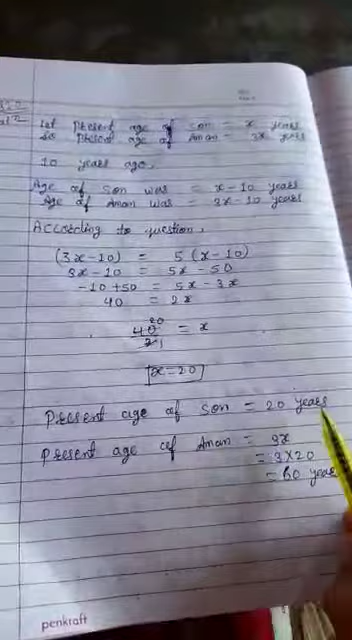 Let Present age of son = x years
So Present age of Aman = 3x years
10 years ago,
Age of Son was = x-10 years
Age of Aman was = 3x-10 years
According to question,
(3x-10) = 5(x-10)
3x-10 = 5x-50
-10+50 = 5x-3x
40 = 2x
40/2 = x
20
1
x=20
Present age of son = 20 years
Present age of Aman = 3x
= 3x20
= 60 years
penkraft